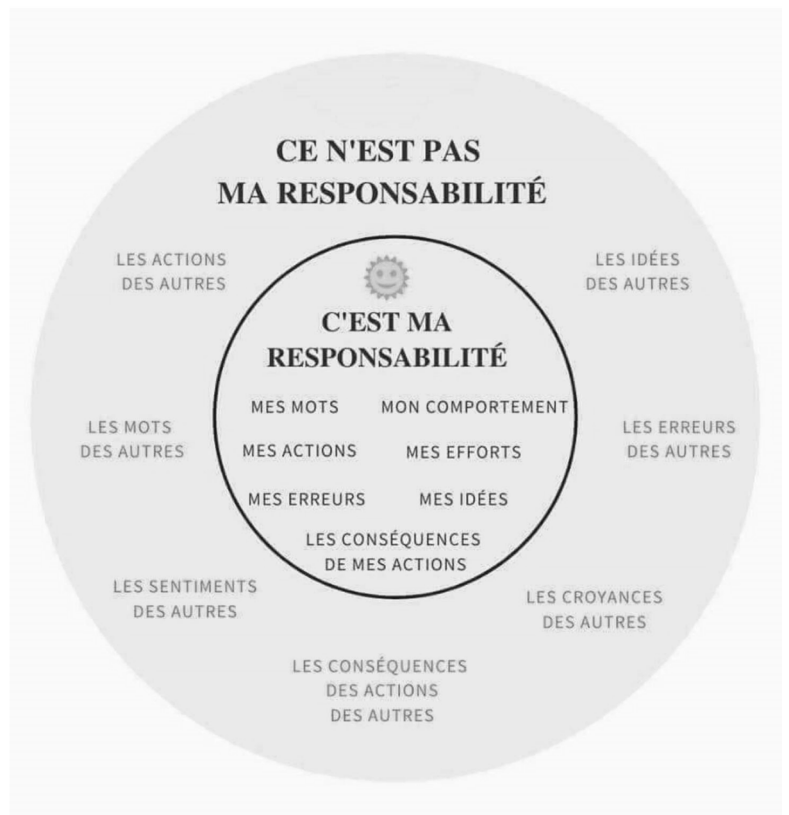 CE N'EST PAS
MA RESPONSABILITÉ
LES ACTIONS
DES AUTRES
LES IDÉES
DES AUTRES
C'EST MA
RESPONSABILITÉ
MES MOTS
MON COMPORTEMENT
LES MOTS
DES AUTRES
LES ERREURS
DES AUTRES
MES ACTIONS
MES EFFORTS
MES ERREURS
MES IDÉES
LES CONSÉQUENCES
DE MES ACTIONS
LES SENTIMENTS
DES AUTRES
LES CROYANCES
DES AUTRES
LES CONSÉQUENCES
DES ACTIONS
DES AUTRES